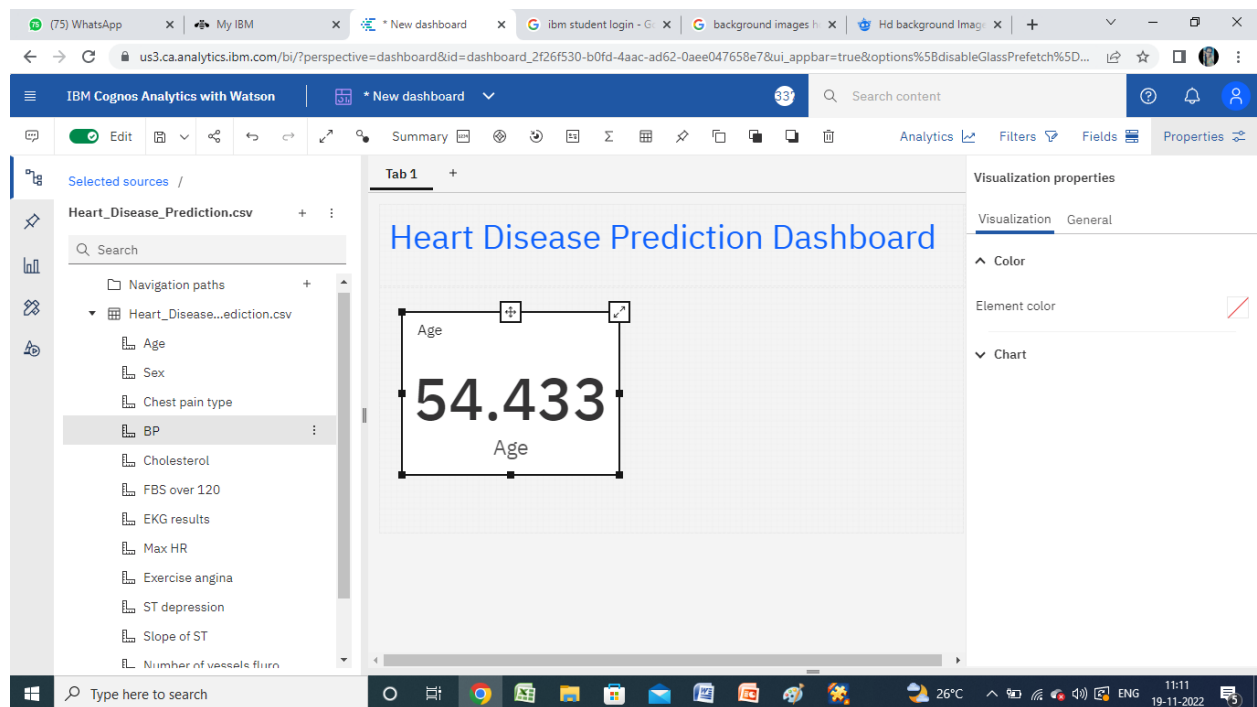 (75) WhatsApp
My IBM
* New dashboard
ibm student login - G
background images h
Hd background Image
us3.ca.analytics.ibm.com/bi/?perspective=dashboard&id=dashboard_2f26f530-b0fd-4aac-ad62-0aee047658e7&ui_appbar=true&options%5BdisableGlassPrefetch%5D...
IBM Cognos Analytics with Watson
* New dashboard
Search content
Edit
Summary
Analytics
Filters
Fields
Properties
Selected sources /
Heart_Disease_Prediction.csv
Search
Navigation paths
Heart_Disease...ediction.csv
Age
Sex
Chest pain type
BP
Cholesterol
FBS over 120
EKG results
Max HR
Exercise angina
ST depression
Slope of ST
Number of vessels fluro
Tab 1
Heart Disease Prediction Dashboard
Age
54.433
Age
Visualization properties
Visualization General
Color
Element color
Chart
Type here to search
26°C
ENG
11:11
19-11-2022
5